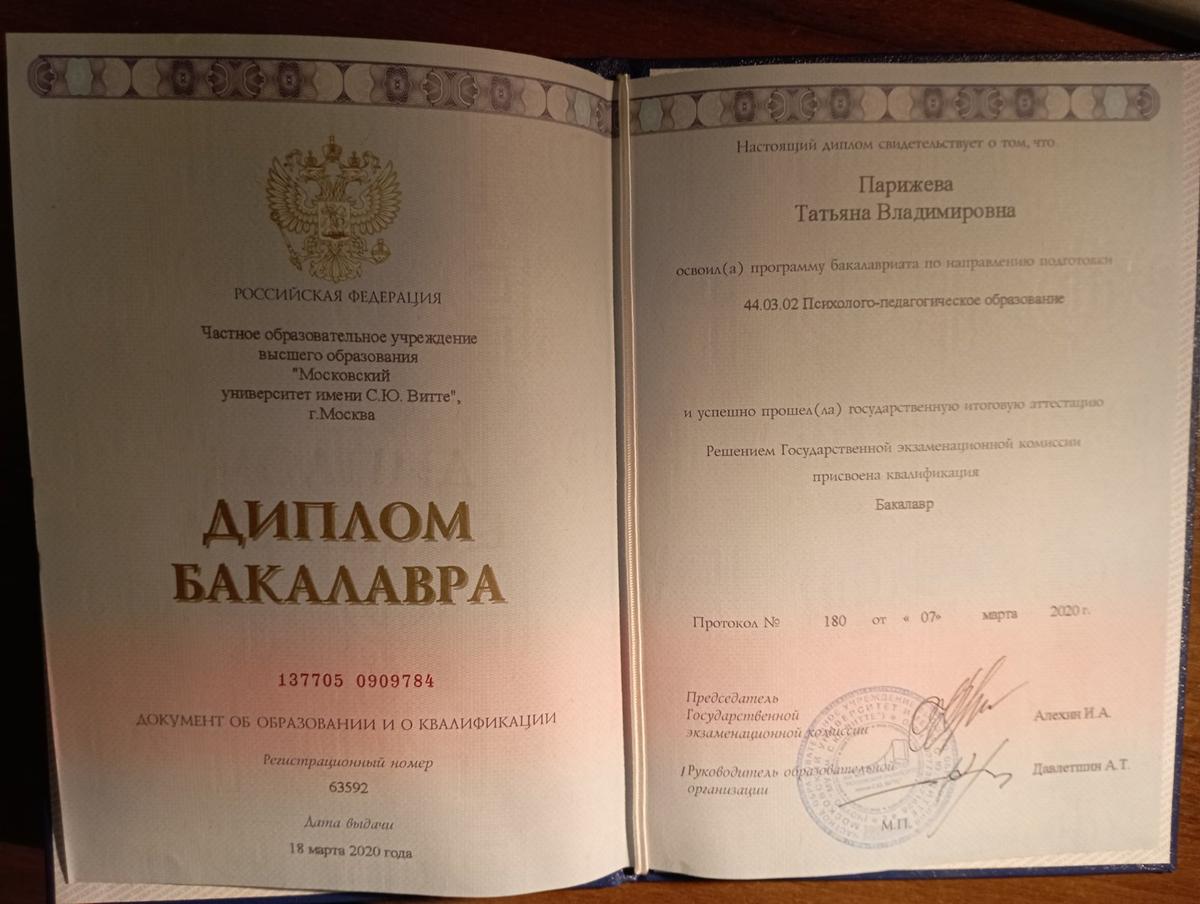 РОССИЙСКАЯ ФЕДЕРАЦИЯ
Частное образовательное учреждение
высшего образования
"Московский
университет имени С.Ю. Витте",
г.Москва
ДИПЛОМ
БАКАЛАВРА
137705 0909784
ДОКУМЕНТ ОБ ОБРАЗОВАНИИ И О КВАЛИФИКАЦИИ
Регистрационный номер
63592
Дата выдачи
18 марта 2020 года
Настоящий диплом свидетельствует о том, что
Парижева
Татьяна Владимировна
освоил(а) программу бакалавриата по направлению подготовки
44.03.02 Психолого-педагогическое образование
и успешно прошел(ла) государственную итоговую аттестацию
Решением Государственной экзаменационной комиссии
присвоена квалификация
Бакалавр
Протокол № 180 от « 07» марта 2020 г.
Председатель
Государственной
экзаменационной комиссии
Алехин И.А.
/Руководитель образовательной
организации
Давлетшин А.Т.
М.П.